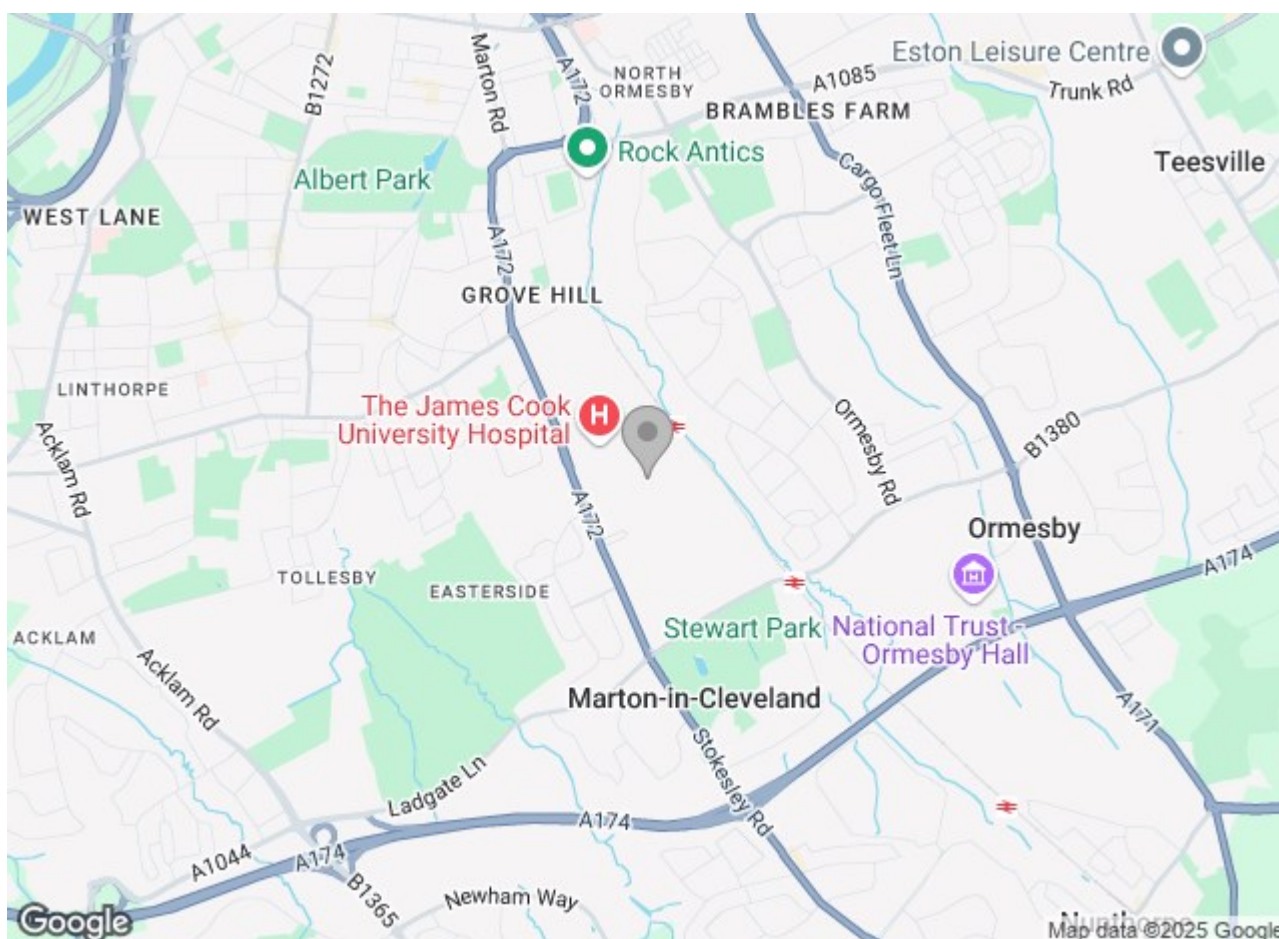 Eston Leisure Centre
A1085
Trunk Rd
NORTH
ORMESBY
BRAMBLES FARM
Marton Rd
A172
B1272
Rock Antics
Teesville
Albert Park
WEST LANE
Cargo Fleet Ln
A172
GROVE HILL
LINTHORPE
The James Cook
University Hospital
Ormesby Rd
B1380
Acklam Rd
A172
Ormesby
A174
TOLLESBY
EASTERSIDE
Stewart Park
National Trust -
Ormesby Hall
ACKLAM
Acklam Rd
Marton-in-Cleveland
A171
Stokesley Rd
Ladgate Ln
A174
A1044
A174
B1365
Newham Way
Nunthorpe
Google
Map data ©2025 Google